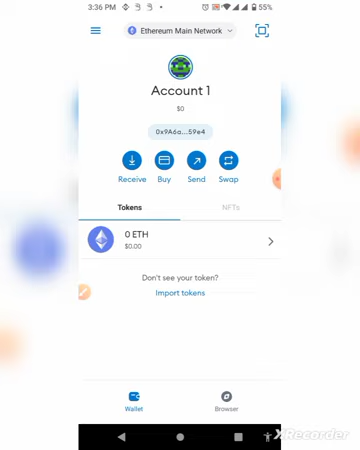 3:36 PM
55%
Ethereum Main Network
Account 1
$0
0x9A6a...59e4
Receive
Buy
Send
Swap
Tokens
NFTs
0 ETH
$0.00
Don't see your token?
Import tokens
Wallet
Browser
XRecorder